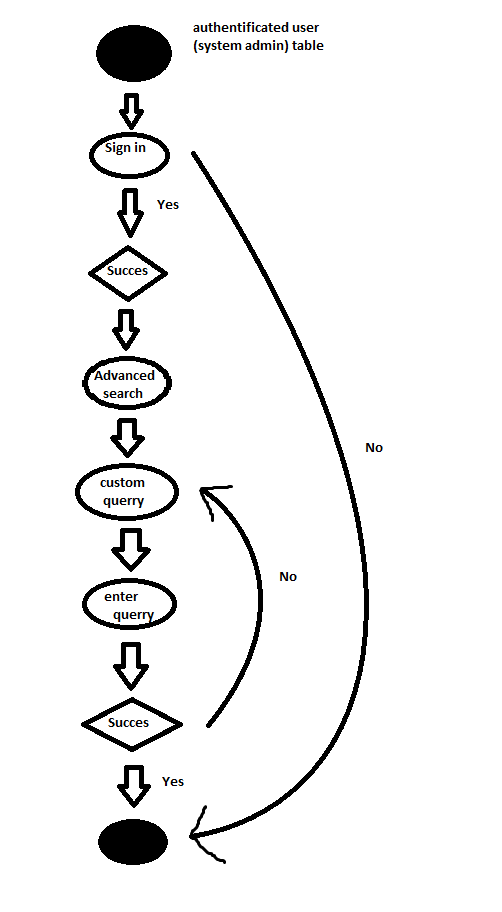 authentificated user
(system admin) table
Sign in
Yes
Succes
Advanced
search
No
custom
querry
No
enter
querry
Succes
Yes